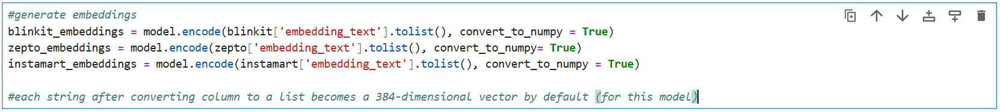 #generate embeddings
blinkit_embeddings = model.encode(blinkit['embedding_text'].tolist(), convert_to_numpy = True)
zepto_embeddings = model.encode(zepto['embedding_text'].tolist(), convert_to_numpy= True)
instamart_embeddings = model.encode(instamart['embedding_text'].tolist(), convert_to_numpy = True)
#each string after converting column to a list becomes a 384-dimensional vector by default (for this model)